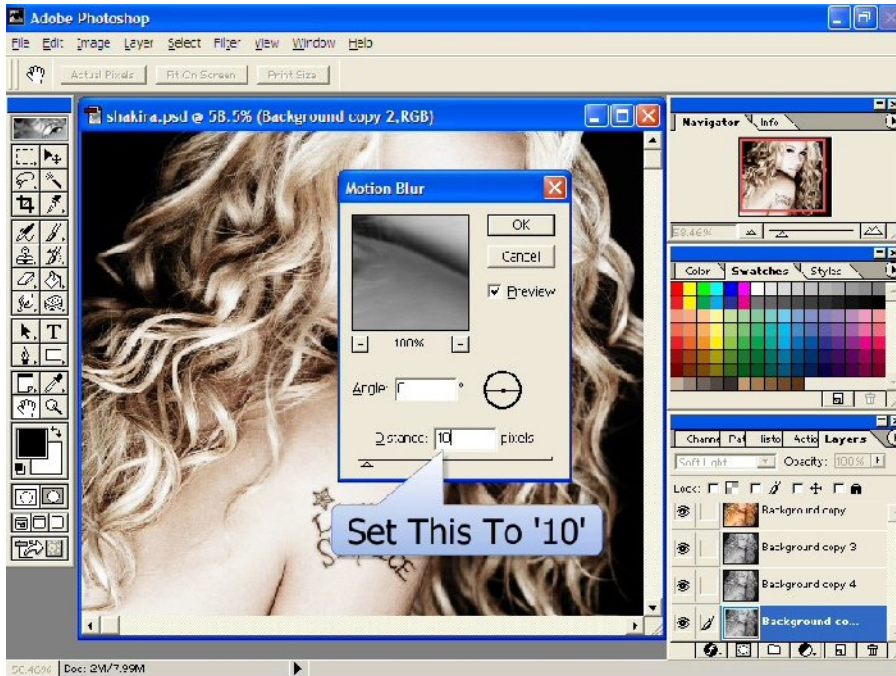 Adobe Photoshop
File Edit Image Layer Select Filter View Window Help
Actual Pixels Fit On Screen Print Size
shakira.psd @ 58.5% (Background copy 2,RGB)
Navigator Info
58.46%
Motion Blur
OK
Cancel
Preview
100%
Angle: °
Distance: 10 pixels
Set This To '10'
Color Swatches Styles
Layers
Soft Light Opacity: 100%
Lock:
Background copy
Background copy 3
Background copy 4
Background co...
Doc: 2M/7.99M